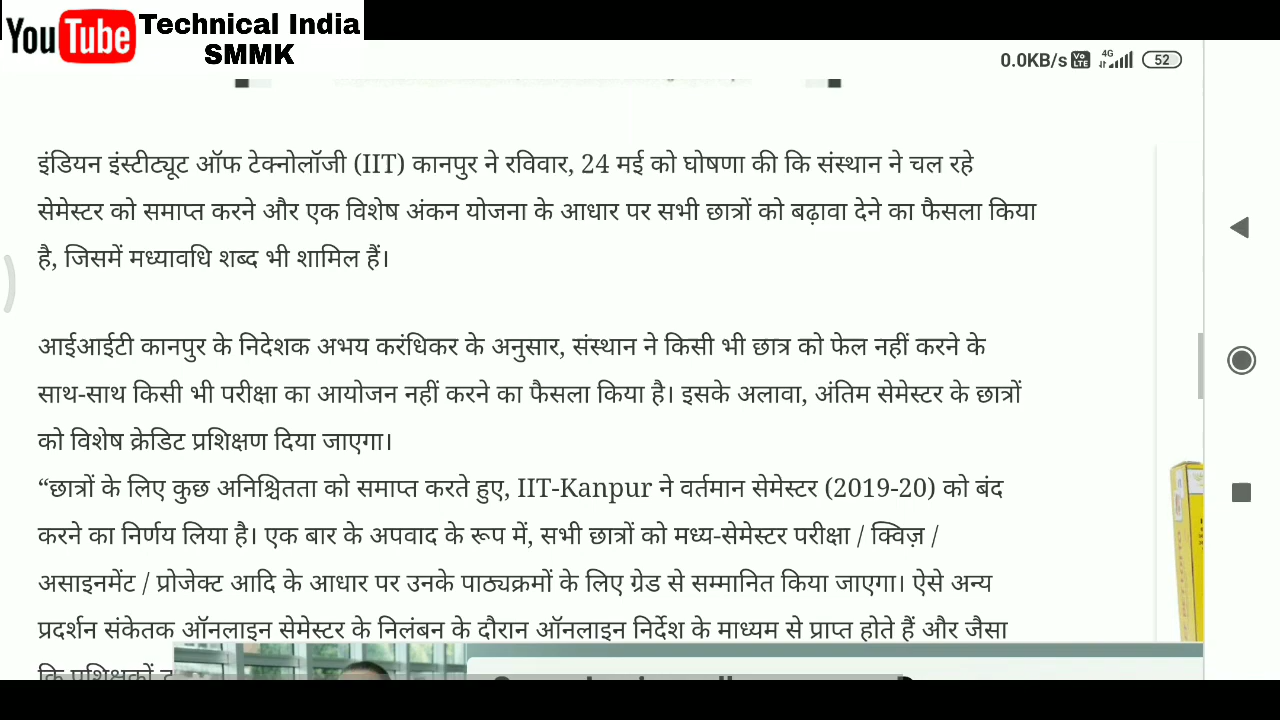 YouTube Technical India
SMMK
0.0KB/s Vo LTE 4G 52
इंडियन इंस्टीट्यूट ऑफ टेक्नोलॉजी (IIT) कानपुर ने रविवार, 24 मई को घोषणा की कि संस्थान ने चल रहे
सेमेस्टर को समाप्त करने और एक विशेष अंकन योजना के आधार पर सभी छात्रों को बढ़ावा देने का फैसला किया
है, जिसमें मध्यावधि शब्द भी शामिल हैं।
आईआईटी कानपुर के निदेशक अभय करंधिकर के अनुसार, संस्थान ने किसी भी छात्र को फेल नहीं करने के
साथ-साथ किसी भी परीक्षा का आयोजन नहीं करने का फैसला किया है। इसके अलावा, अंतिम सेमेस्टर के छात्रों
को विशेष क्रेडिट प्रशिक्षण दिया जाएगा।
“छात्रों के लिए कुछ अनिश्चितता को समाप्त करते हुए, IIT-Kanpur ने वर्तमान सेमेस्टर (2019-20) को बंद
करने का निर्णय लिया है। एक बार के अपवाद के रूप में, सभी छात्रों को मध्य-सेमेस्टर परीक्षा / क्विज़ /
असाइनमेंट / प्रोजेक्ट आदि के आधार पर उनके पाठ्यक्रमों के लिए ग्रेड से सम्मानित किया जाएगा। ऐसे अन्य
प्रदर्शन संकेतक ऑनलाइन सेमेस्टर के निलंबन के दौरान ऑनलाइन निर्देश के माध्यम से प्राप्त होते हैं और जैसा
कि